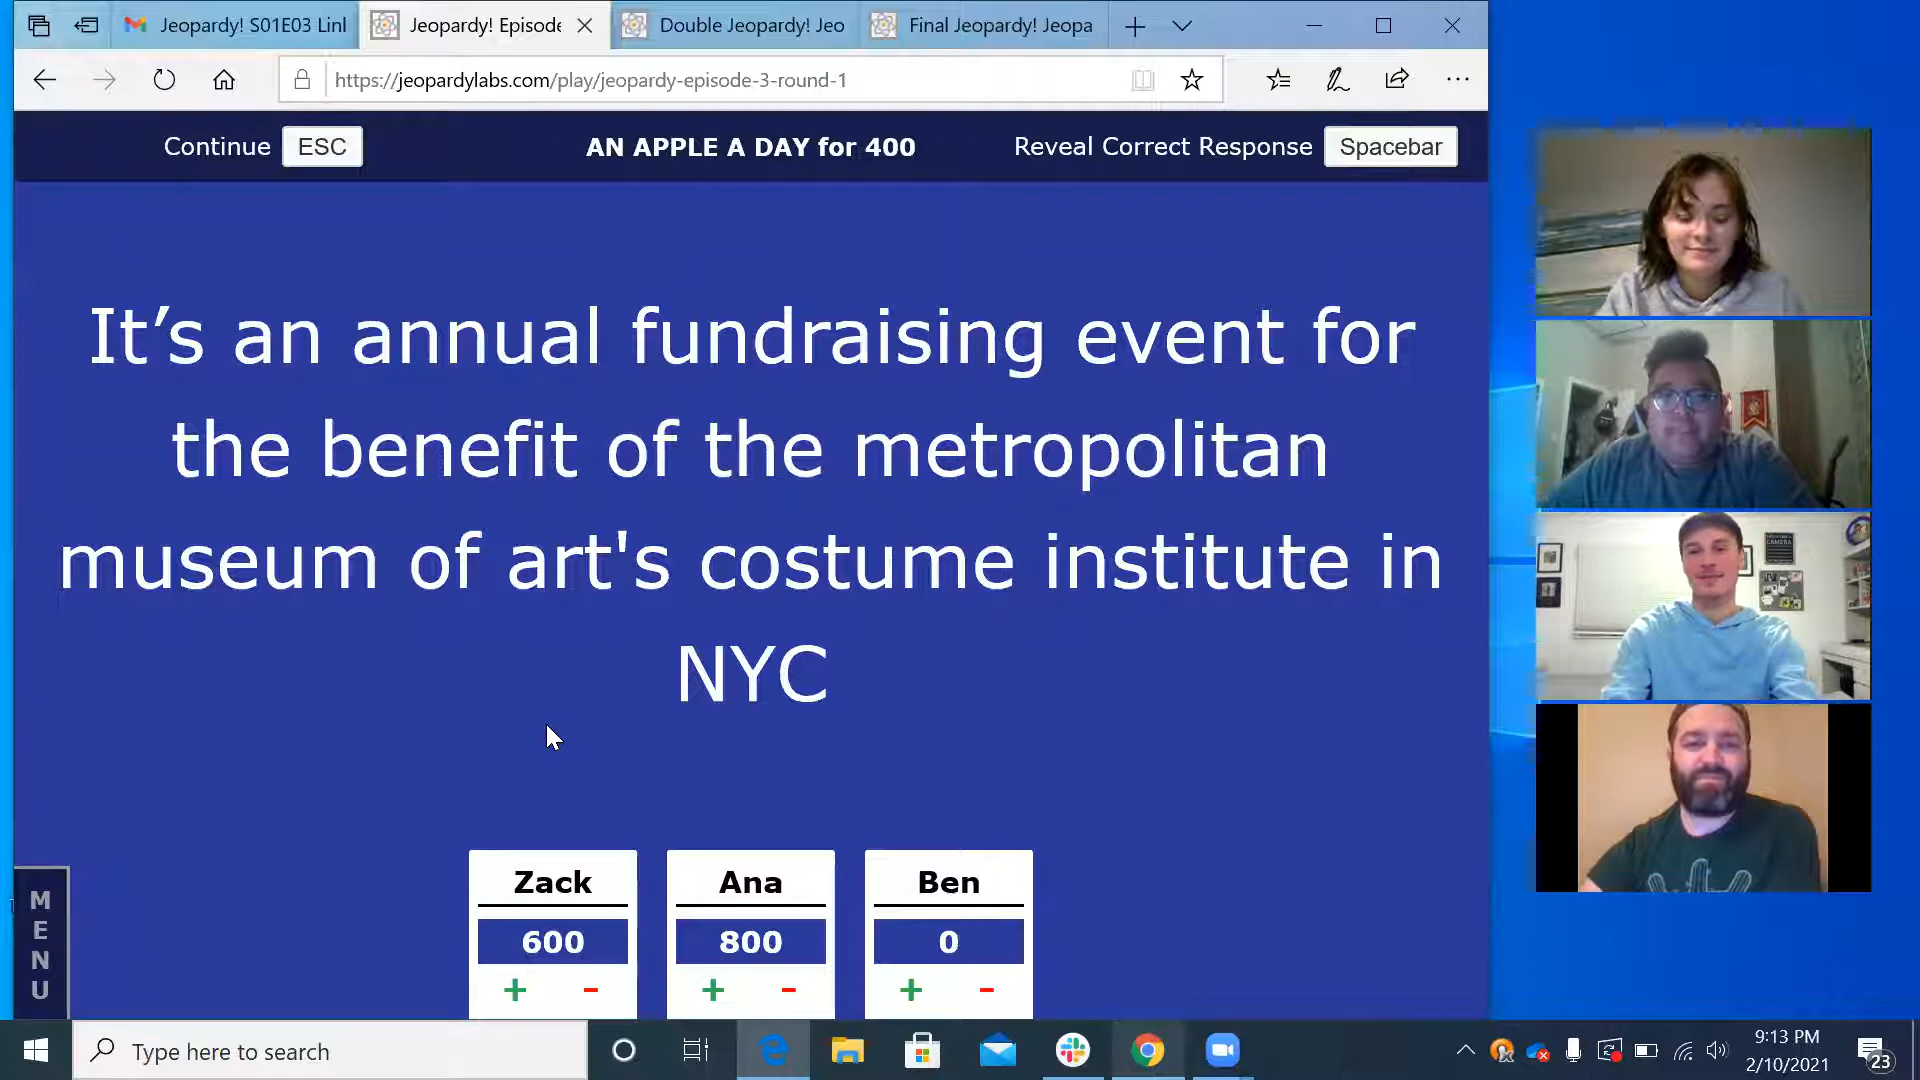 Jeopardy! S01E03 Linl
Jeopardy! Episode
Double Jeopardy! Jeo
Final Jeopardy! Jeopa
https://jeopardylabs.com/play/jeopardy-episode-3-round-1
Continue ESC
AN APPLE A DAY for 400
Reveal Correct Response Spacebar
It’s an annual fundraising event for
the benefit of the metropolitan
museum of art's costume institute in
NYC
MENU
Zack
600
+ -
Ana
800
+ -
Ben
0
+ -
Type here to search
9:13 PM
2/10/2021
23